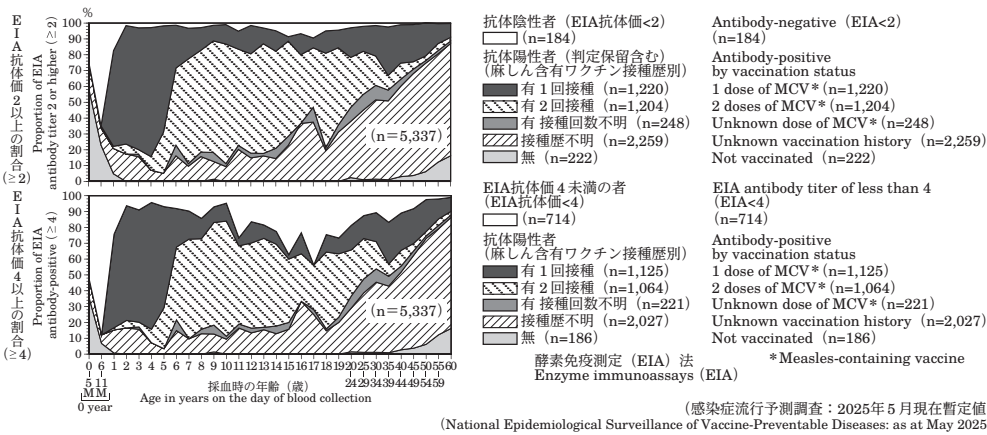 %
EIA抗体価2以上の割合(≥2)
Proportion of EIA
antibody titer 2 or higher (≥2)
100
90
80
70
60
50
40
30
20
10
0
(n=5,337)
EIA抗体価4以上の割合(≥4)
Proportion of EIA
antibody-positive (≥4)
100
90
80
70
60
50
40
30
20
10
0
(n=5,337)
0 6 1 2 3 4 5 6 7 8 9 10 11 12 13 14 15 16 17 18 19 20 25 30 35 40 45 50 55 60
5 11 24 29 34 39 44 49 54 59
M M
0 year
採血時の年齢(歳)
Age in years on the day of blood collection
抗体陰性者(EIA抗体価<2)
(n=184)
抗体陽性者(判定保留含む)
(麻しん含有ワクチン接種歴別)
有1回接種(n=1,220)
有2回接種(n=1,204)
有 接種回数不明(n=248)
接種歴不明(n=2,259)
無(n=222)
Antibody-negative(EIA<2)
(n=184)
Antibody-positive
by vaccination status
1 dose of MCV*(n=1,220)
2 doses of MCV*(n=1,204)
Unknown dose of MCV*(n=248)
Unknown vaccination history(n=2,259)
Not vaccinated(n=222)
EIA抗体価4未満の者
(EIA抗体価<4)
(n=714)
抗体陽性者
(麻しん含有ワクチン接種歴別)
有1回接種(n=1,125)
有2回接種(n=1,064)
有 接種回数不明(n=221)
接種歴不明(n=2,027)
無(n=186)
EIA antibody titer of less than 4
(EIA<4)
(n=714)
Antibody-positive
by vaccination status
1 dose of MCV*(n=1,125)
2 doses of MCV*(n=1,064)
Unknown dose of MCV*(n=221)
Unknown vaccination history(n=2,027)
Not vaccinated(n=186)
酵素免疫測定(EIA)法
Enzyme immunoassays (EIA)
*Measles-containing vaccine
(感染症流行予測調査:2025年5月現在暫定値
(National Epidemiological Surveillance of Vaccine-Preventable Diseases: as at May 2025